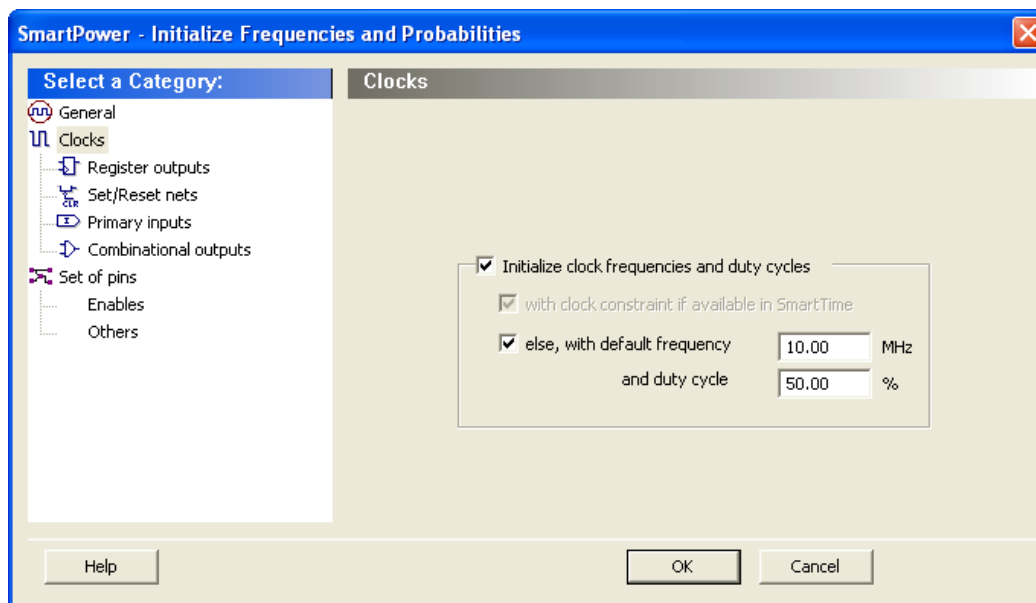 SmartPower - Initialize Frequencies and Probabilities
Select a Category:
General
Clocks
Register outputs
CLR
Set/Reset nets
I
Primary inputs
Combinational outputs
Set of pins
Enables
Others
Clocks
Initialize clock frequencies and duty cycles
with clock constraint if available in SmartTime
else, with default frequency 10.00 MHz
and duty cycle 50.00 %
Help OK Cancel